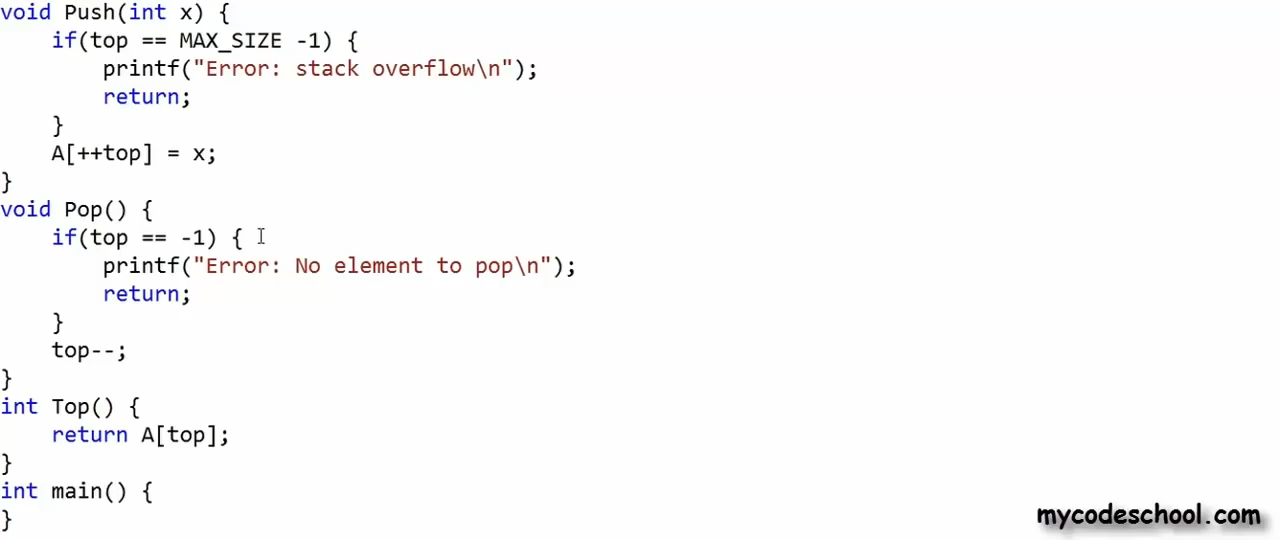 void Push(int x) {
    if(top == MAX_SIZE -1) {
        printf("Error: stack overflow\n");
        return;
    }
    A[++top] = x;
}
void Pop() {
    if(top == -1) {
        printf("Error: No element to pop\n");
        return;
    }
    top--;
}
int Top() {
    return A[top];
}
int main() {
}
mycodeschool.com